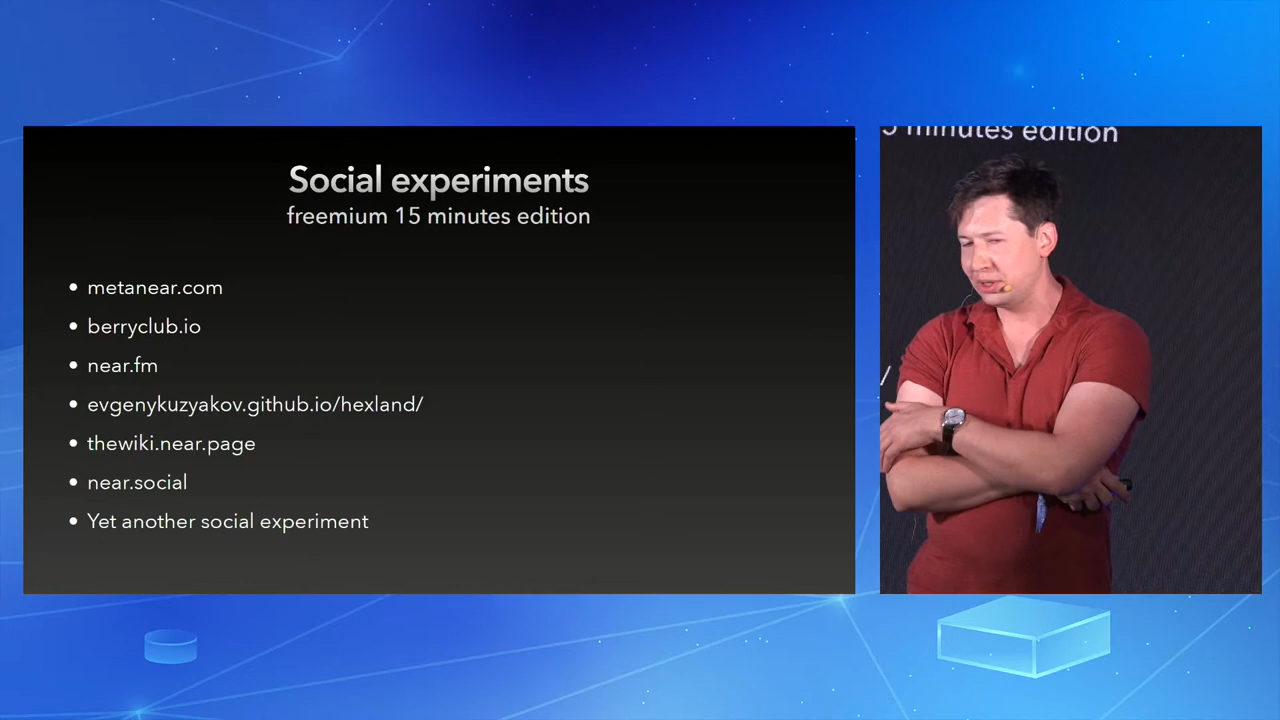 Social experiments
freemium 15 minutes edition
metanear.com
berryclub.io
near.fm
evgenykuzyakov.github.io/hexland/
thewiki.near.page
near.social
Yet another social experiment
minutes edition
/